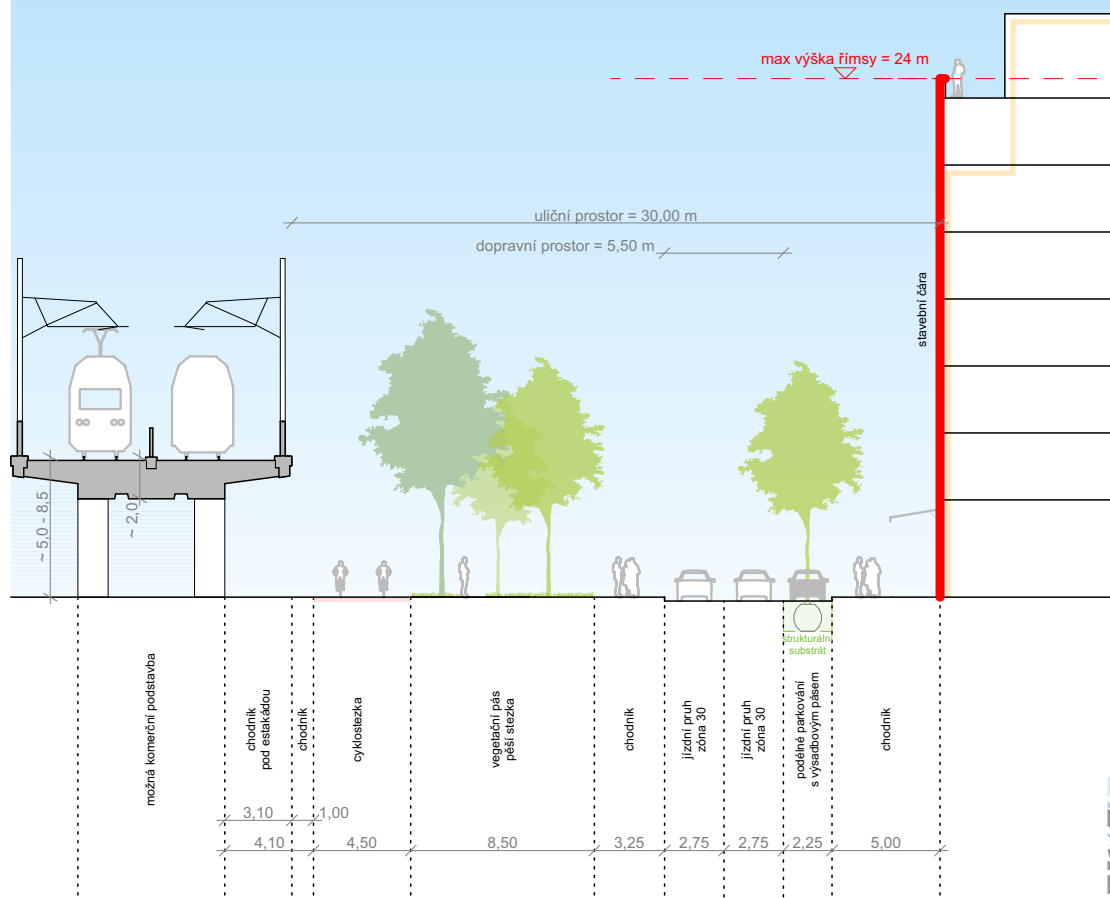 max výška římsy = 24 m
uliční prostor = 30,00 m
dopravní prostor = 5,50 m
stavební čára
~ 5,0 - 8,5
~ 2,0
strukturální
substrát
možná komerční podstavba
chodník
pod estakádou
chodník
cyklostezka
vegetační pás
pěší stezka
chodník
jízdní pruh
zóna 30
jízdní pruh
zóna 30
podélné parkování
s výsadbovým pásem
chodník
3,10
1,00
4,10
4,50
8,50
3,25
2,75
2,75
2,25
5,00